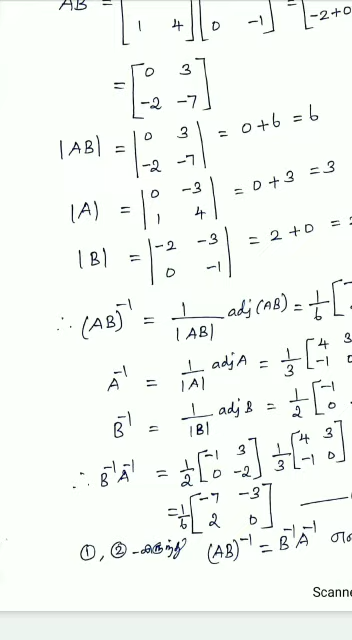 AB = [ 1 4 ] [ 0 -1 ] = [ -2+0
= [ 0 3
-2 -7 ]
|AB| = | 0 3
-2 -7 | = 0+6 = 6
|A| = | 0 -3
1 4 | = 0+3 = 3
|B| = | -2 -3
0 -1 | = 2+0 =
∴ (AB)⁻¹ = 1/|AB| adj(AB) = 1/6 [
A⁻¹ = 1/|A| adj A = 1/3 [ 4 3
-1 0
B⁻¹ = 1/|B| adj B = 1/2 [ -1
0
∴ B⁻¹A⁻¹ = 1/2 [ -1 3
0 -2 ] 1/3 [ 4 3
-1 0 ]
= 1/6 [ -7 -3
2 0 ]
①, ② -லிருந்து (AB)⁻¹ = B⁻¹A⁻¹
Scanne